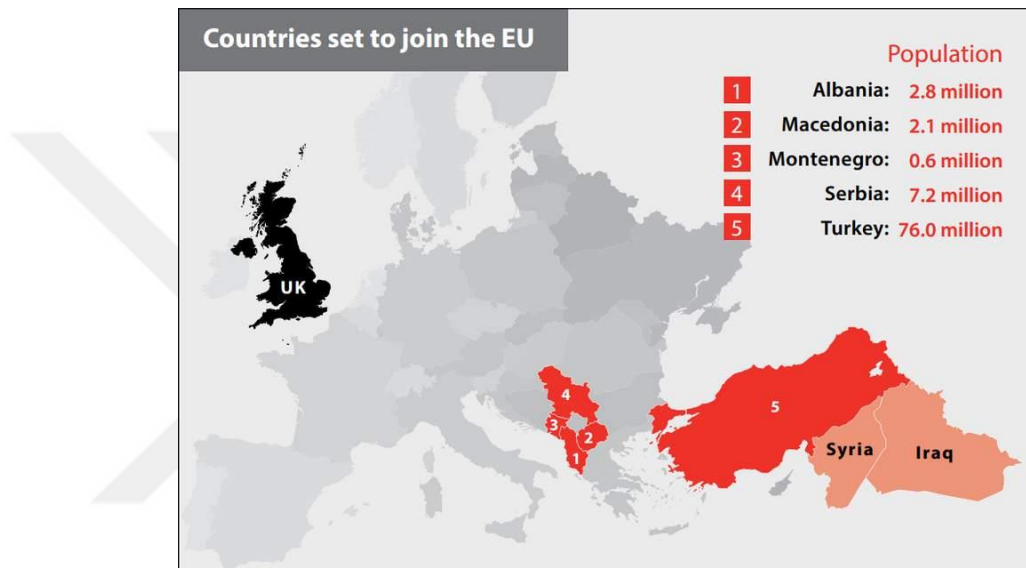 Countries set to join the EU
Population
1 Albania: 2.8 million
2 Macedonia: 2.1 million
3 Montenegro: 0.6 million
4 Serbia: 7.2 million
5 Turkey: 76.0 million
UK
4
3
2
1
5
Syria
Iraq